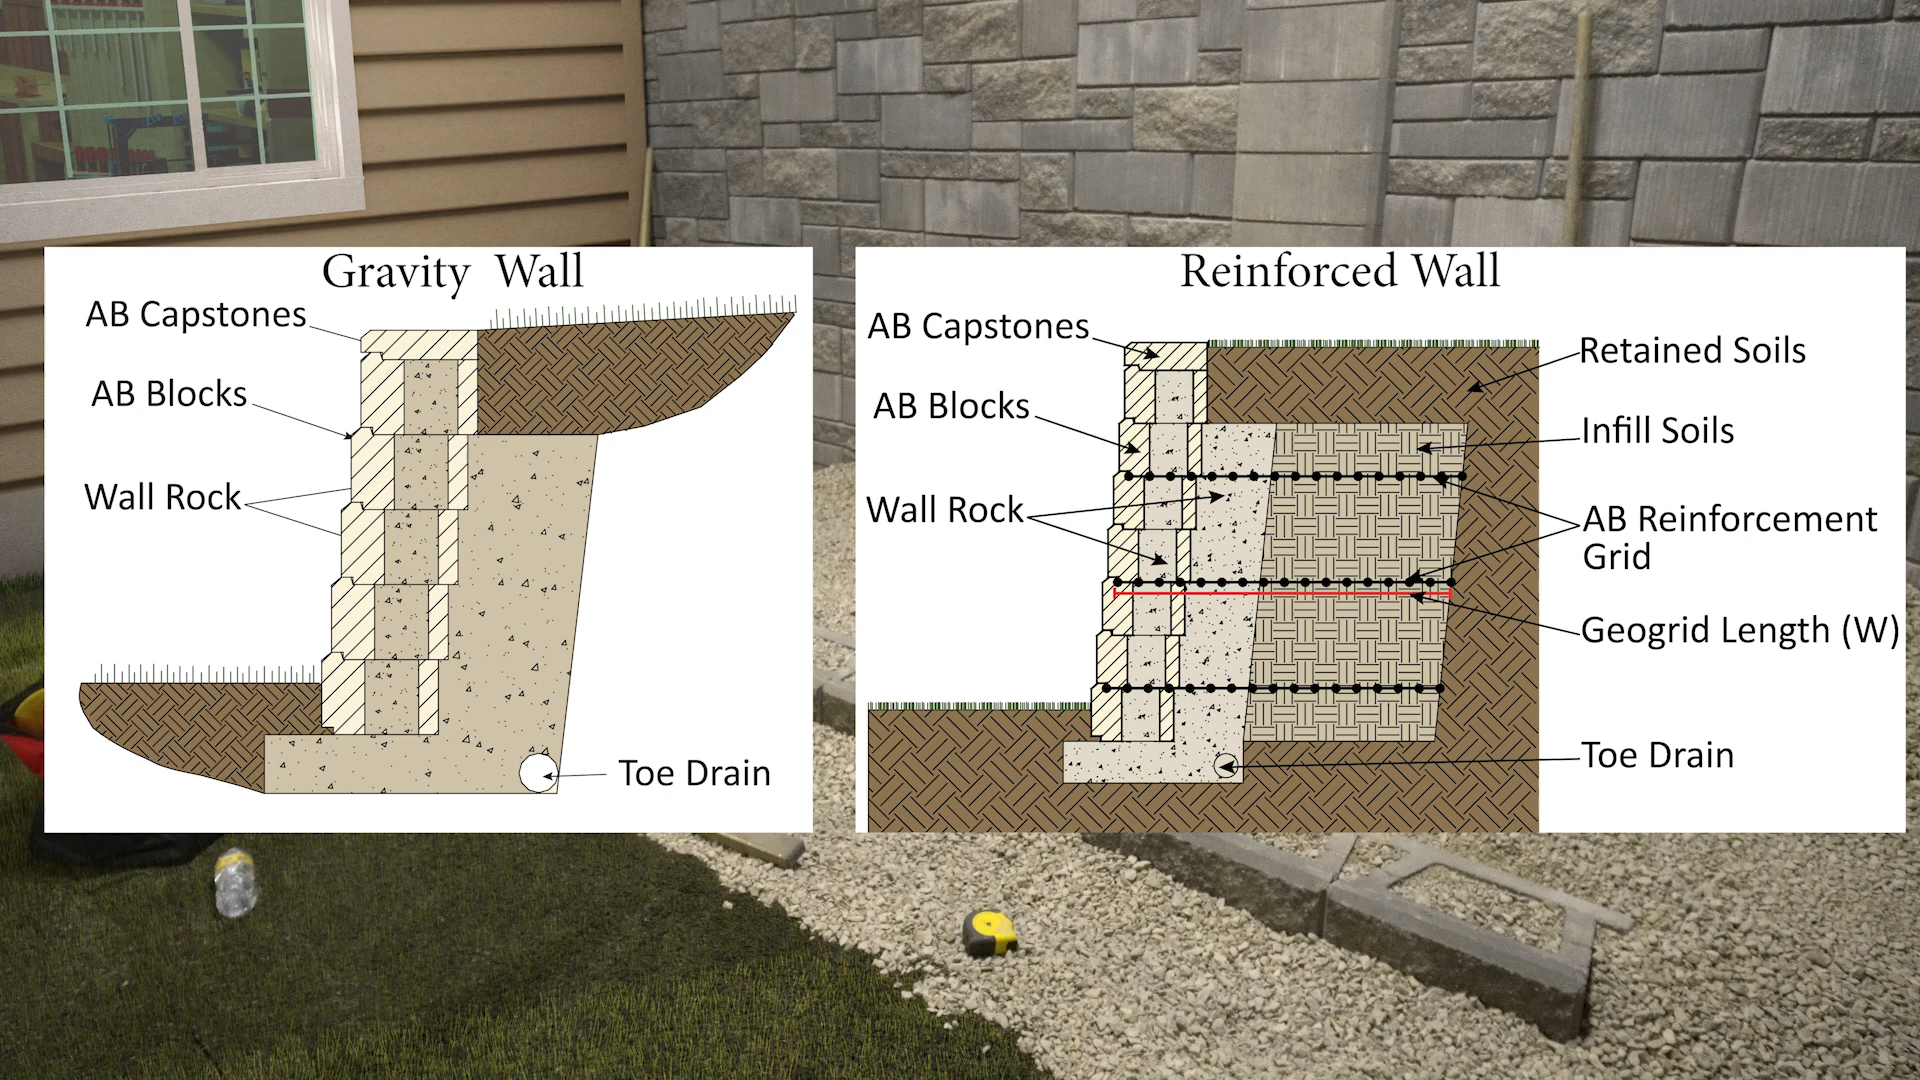 Gravity Wall
AB Capstones
AB Blocks
Wall Rock
Toe Drain
Reinforced Wall
AB Capstones
AB Blocks
Wall Rock
Retained Soils
Infill Soils
AB Reinforcement
Grid
Geogrid Length (W)
Toe Drain